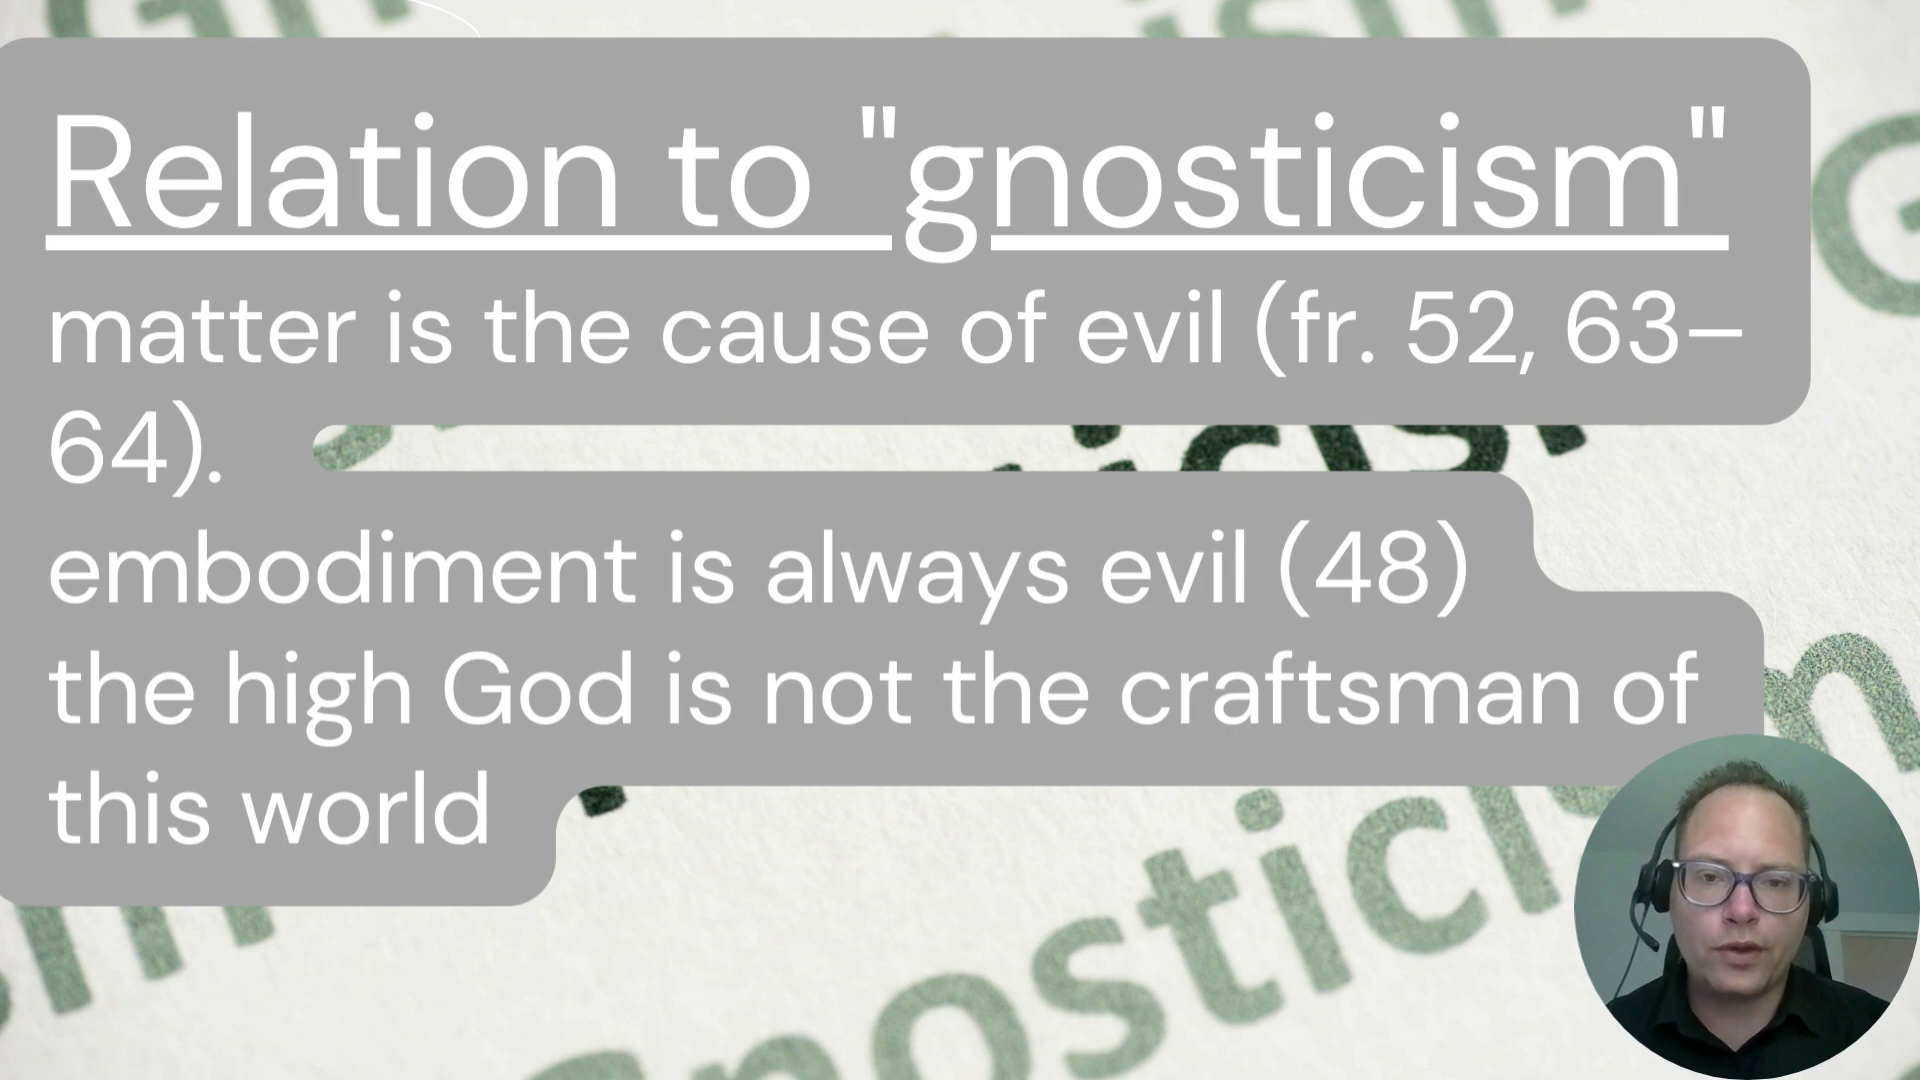 Relation to "gnosticism"
matter is the cause of evil (fr. 52, 63–
64).
embodiment is always evil (48)
the high God is not the craftsman of
this world